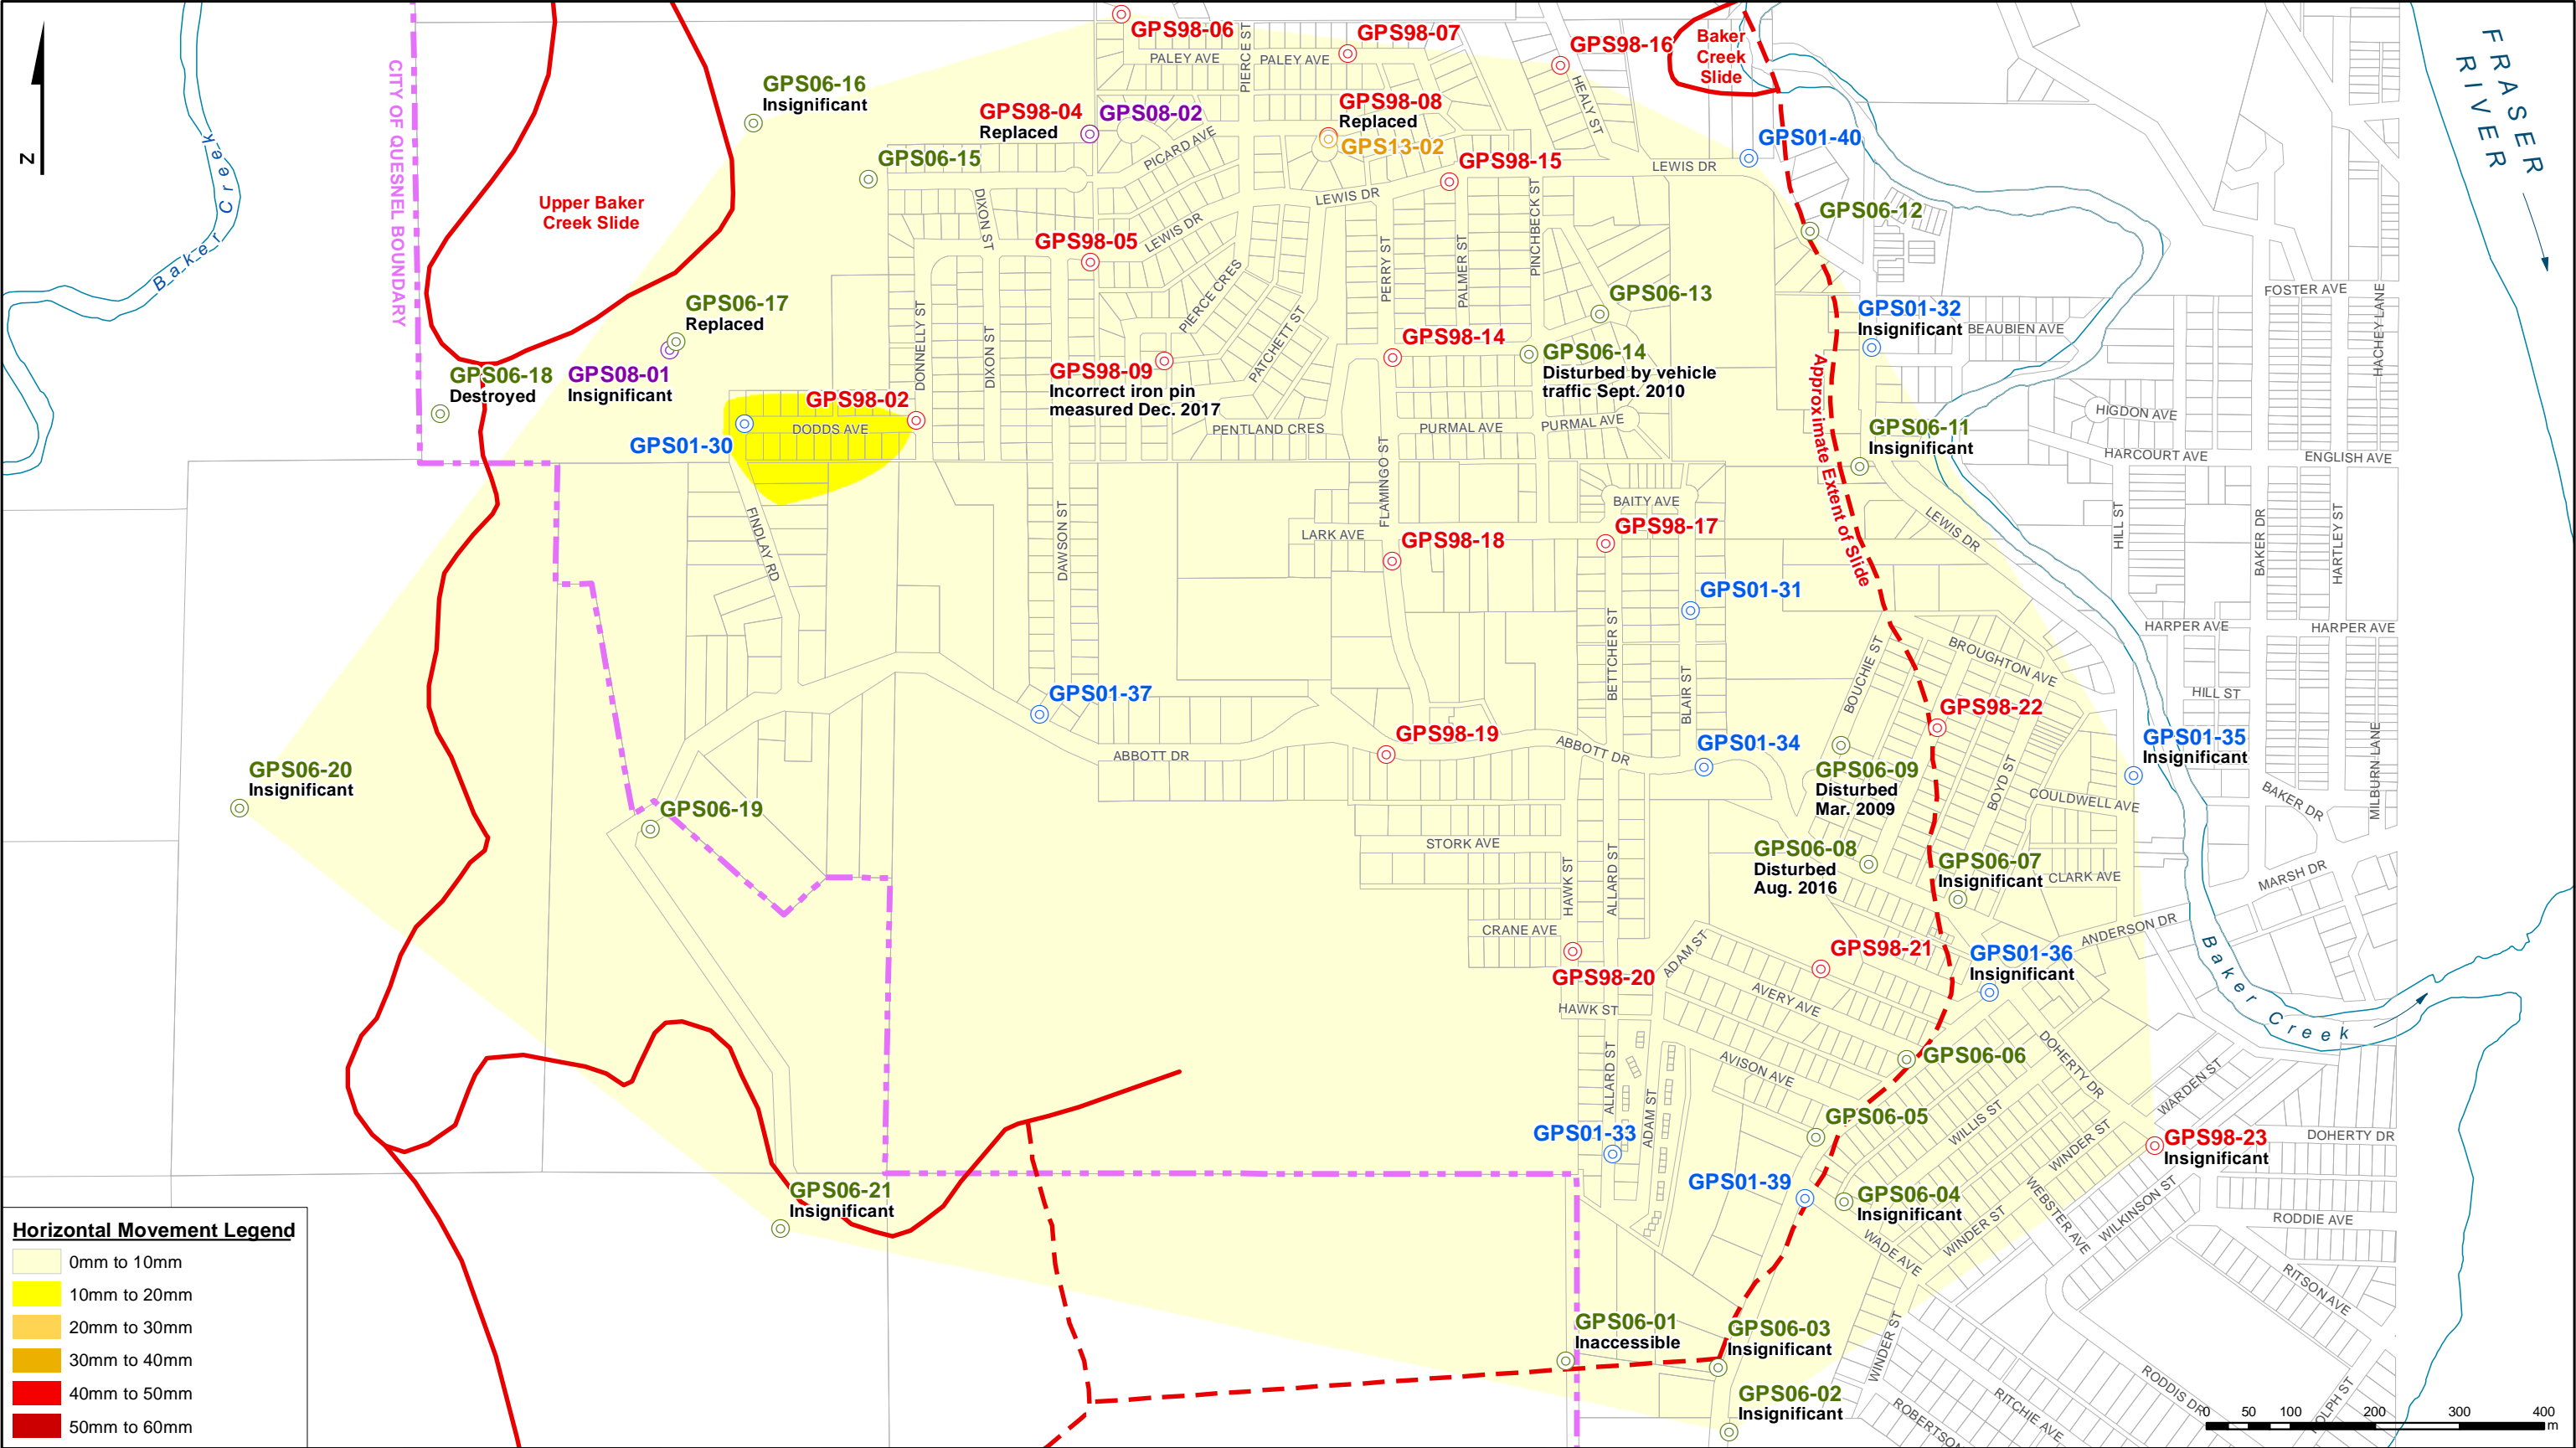 GPS98-06
GPS98-07
GPS98-16
Baker
Creek
Slide
FRASER
RIVER
PALEY AVE
PALEY AVE
PIERCE ST
HEALY ST
CITY OF QUESNEL BOUNDARY
GPS06-16
Insignificant
GPS98-04
Replaced
GPS08-02
GPS98-08
Replaced
GPS13-02
GPS01-40
N
Baker Creek
GPS06-15
PICARD AVE
GPS98-15
LEWIS DR
LEWIS DR
Upper Baker
Creek Slide
DIXON ST
LEWIS DR
PINCHBECK ST
GPS06-12
GPS98-05
PERRY ST
PALMER ST
PIERCE CRES
GPS06-13
FOSTER AVE
HACHEY LANE
GPS06-17
Replaced
GPS01-32
Insignificant
BEAUBIEN AVE
DONNELLY ST
DIXON ST
PATCHETT ST
GPS98-14
GPS06-14
Disturbed by vehicle
traffic Sept. 2010
GPS06-18
Destroyed
GPS08-01
Insignificant
GPS98-09
Incorrect iron pin
measured Dec. 2017
Approximate Extent of Slide
GPS98-02
DODDS AVE
GPS01-30
PENTLAND CRES
PURMAL AVE
PURMAL AVE
HIGDON AVE
GPS06-11
Insignificant
HARCOURT AVE
ENGLISH AVE
FLAMINGO ST
BAITY AVE
FINDLAY RD
DAWSON ST
LARK AVE
GPS98-18
GPS98-17
LEWIS DR
HILL ST
BAKER DR
HARTLEY ST
GPS01-31
BETTCHER ST
BLAIR ST
BOUCHIE ST
BROUGHTON AVE
HARPER AVE
HARPER AVE
HILL ST
GPS01-37
GPS98-22
GPS98-19
ABBOTT DR
ABBOTT DR
GPS01-34
GPS01-35
Insignificant
MILBURN LANE
GPS06-20
Insignificant
GPS06-09
Disturbed
Mar. 2009
BOYD ST
COULDWELL AVE
BAKER DR
GPS06-19
STORK AVE
GPS06-08
Disturbed
Aug. 2016
GPS06-07
Insignificant
CLARK AVE
MARSH DR
HAWK ST
ALLARD ST
CRANE AVE
GPS98-20
ADAM ST
GPS98-21
GPS01-36
Insignificant
ANDERSON DR
Baker Creek
AVERY AVE
HAWK ST
AVISON AVE
GPS06-06
DOHERTY DR
WARDEN ST
ALLARD ST
ADAM ST
GPS06-05
WILLIS ST
WINDER ST
GPS01-33
GPS98-23
Insignificant
DOHERTY DR
GPS01-39
GPS06-04
Insignificant
WEBSTER AVE
WILKINSON ST
WINDER ST
WADE AVE
RODDIE AVE
GPS06-21
Insignificant
RITSON AVE
GPS06-01
Inaccessible
GPS06-03
Insignificant
WINDER ST
GPS06-02
Insignificant
RODDIS DR
RITCHIE AVE
ROBERTSON
OLPH ST
Horizontal Movement Legend
0mm to 10mm
10mm to 20mm
20mm to 30mm
30mm to 40mm
40mm to 50mm
50mm to 60mm
0 50 100 200 300 400
m